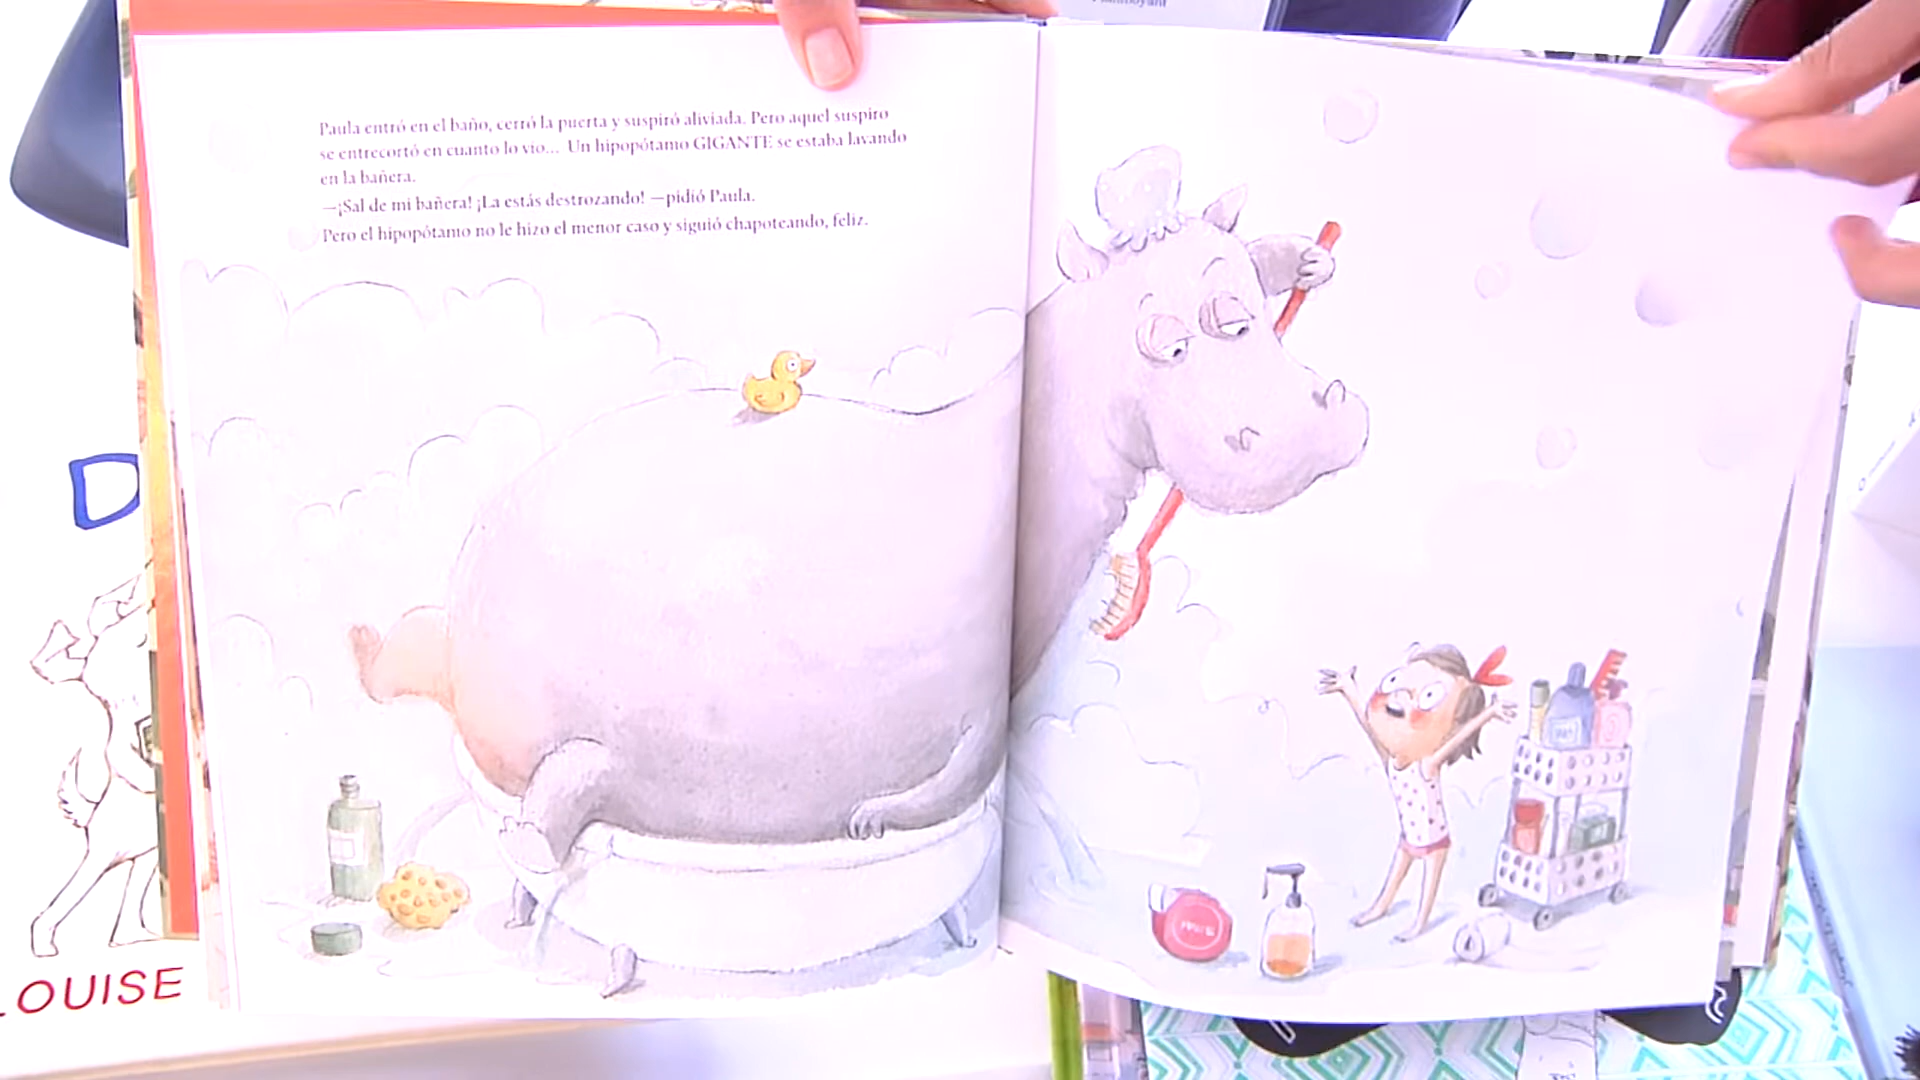 Paula entró en el baño, cerró la puerta y suspiró aliviada. Pero aquel suspiro
se entrecortó en cuanto lo vio... Un hipopótamo GIGANTE se estaba lavando
en la bañera.
—¡Sal de mi bañera! ¡La estás destrozando! —pidió Paula.
Pero el hipopótamo no le hizo el menor caso y siguió chapoteando, feliz.
D
LOUISE